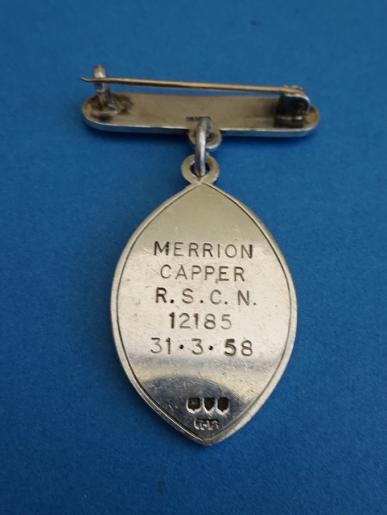 MERRION
CAPPER
R.S.C.N.
12185
31·3·58